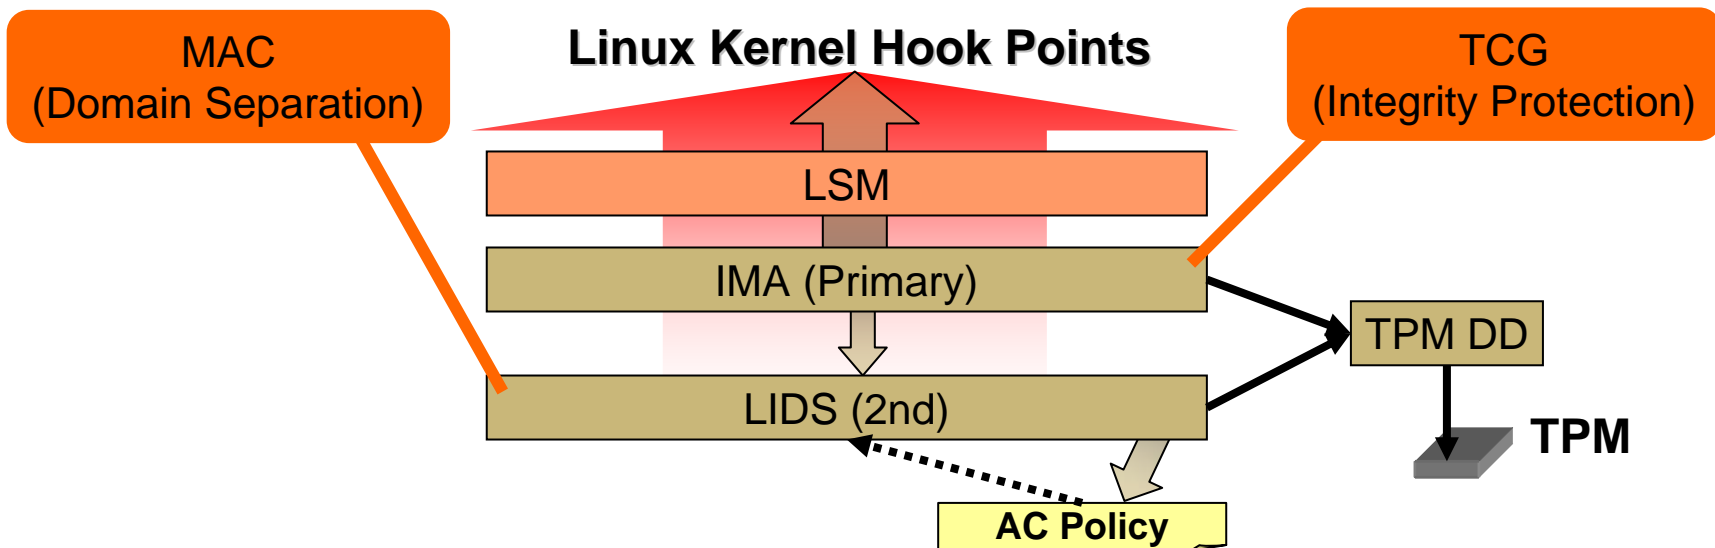 MAC
(Domain Separation)
Linux Kernel Hook Points
TCG
(Integrity Protection)
LSM
IMA (Primary)
TPM DD
LIDS (2nd)
TPM
AC Policy